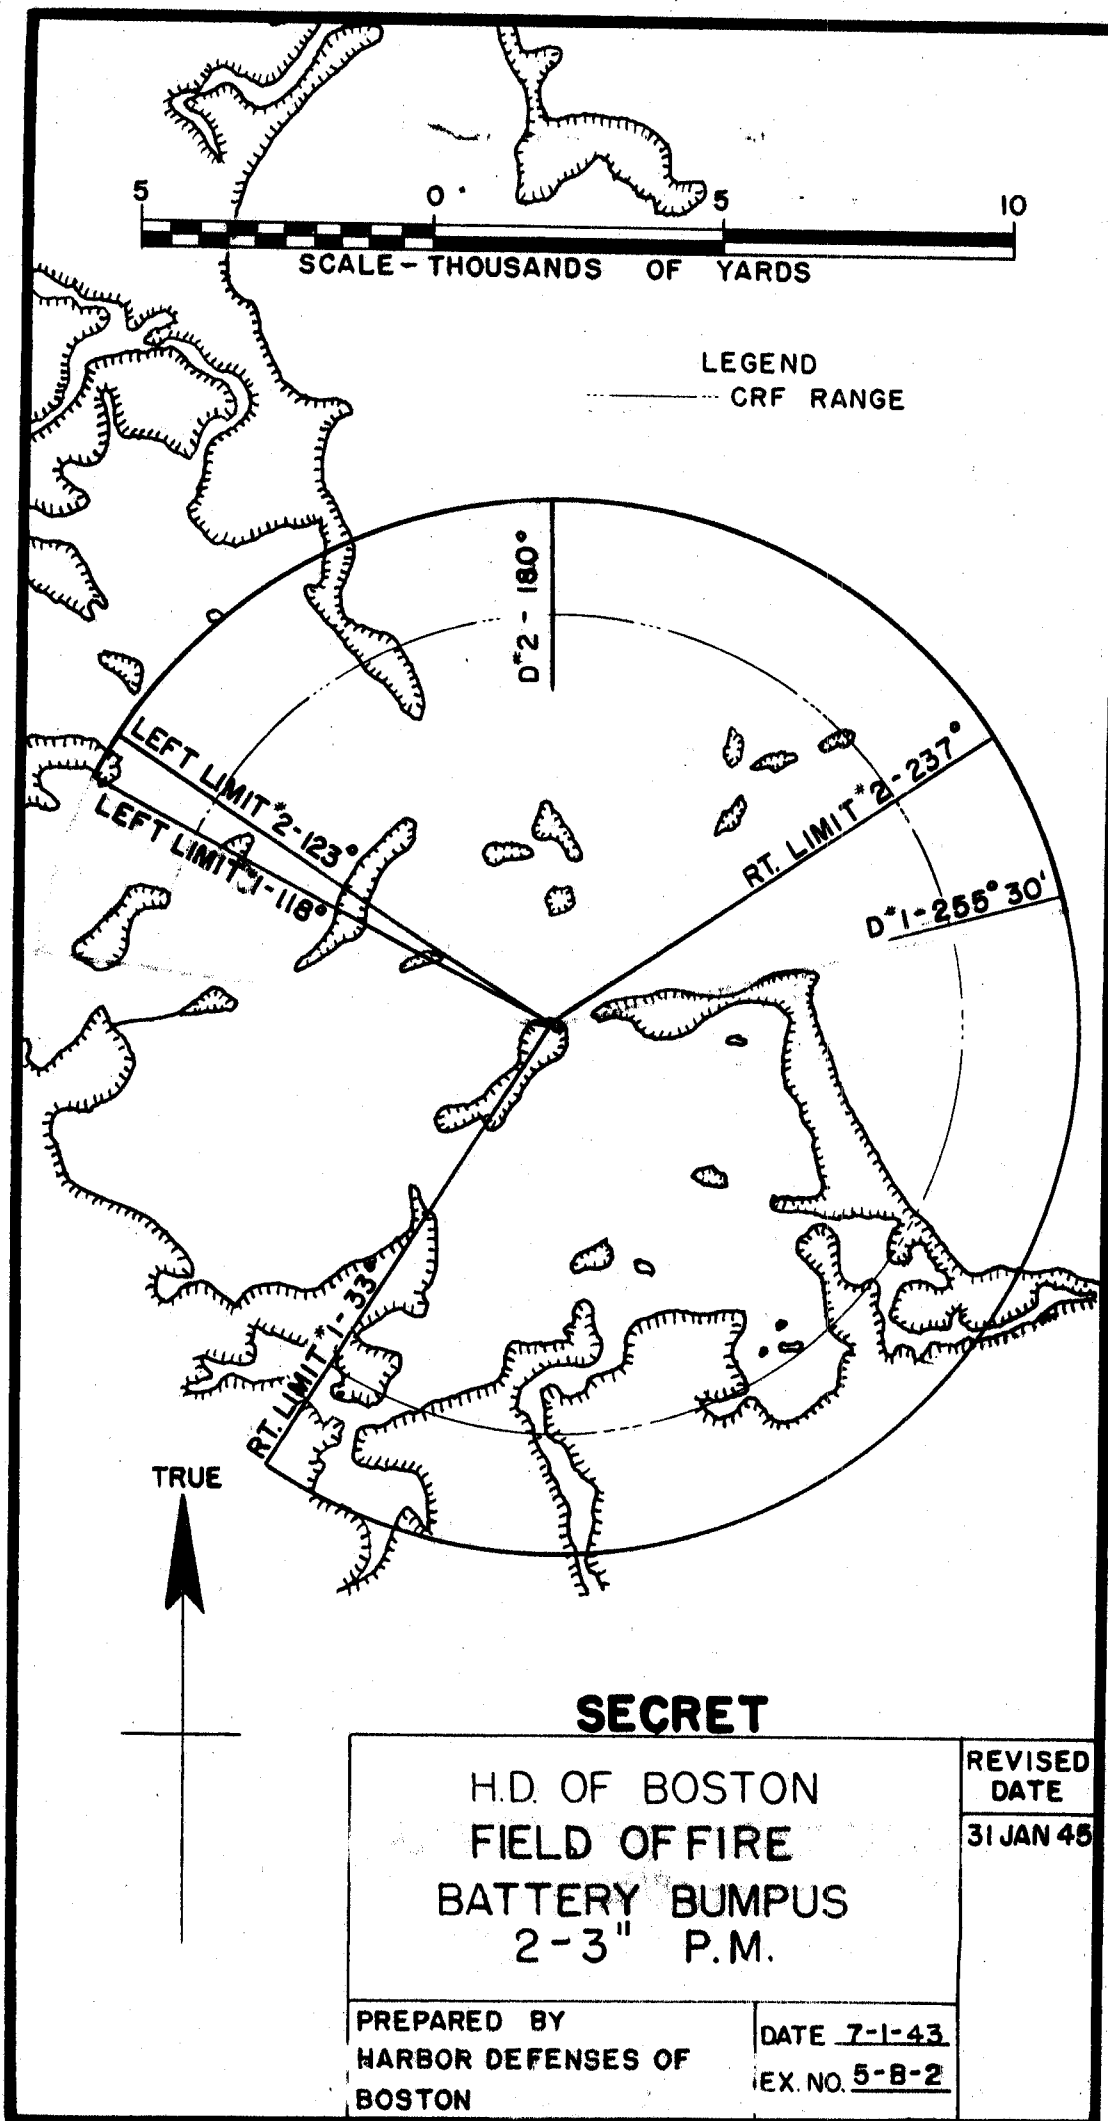 5 0 5 10
SCALE-THOUSANDS OF YARDS
LEGEND
CRF RANGE
D#2 - 180°
LEFT LIMIT #2-123°
LEFT LIMIT #1-118°
RT. LIMIT #2-237°
D#1-255° 30'
RT. LIMIT #1-33°
TRUE
SECRET
H.D. OF BOSTON
FIELD OF FIRE
BATTERY BUMPUS
2-3" P.M.
REVISED
DATE
31 JAN 45
PREPARED BY
HARBOR DEFENSES OF
BOSTON
DATE 7-1-43
EX. NO. 5-B-2